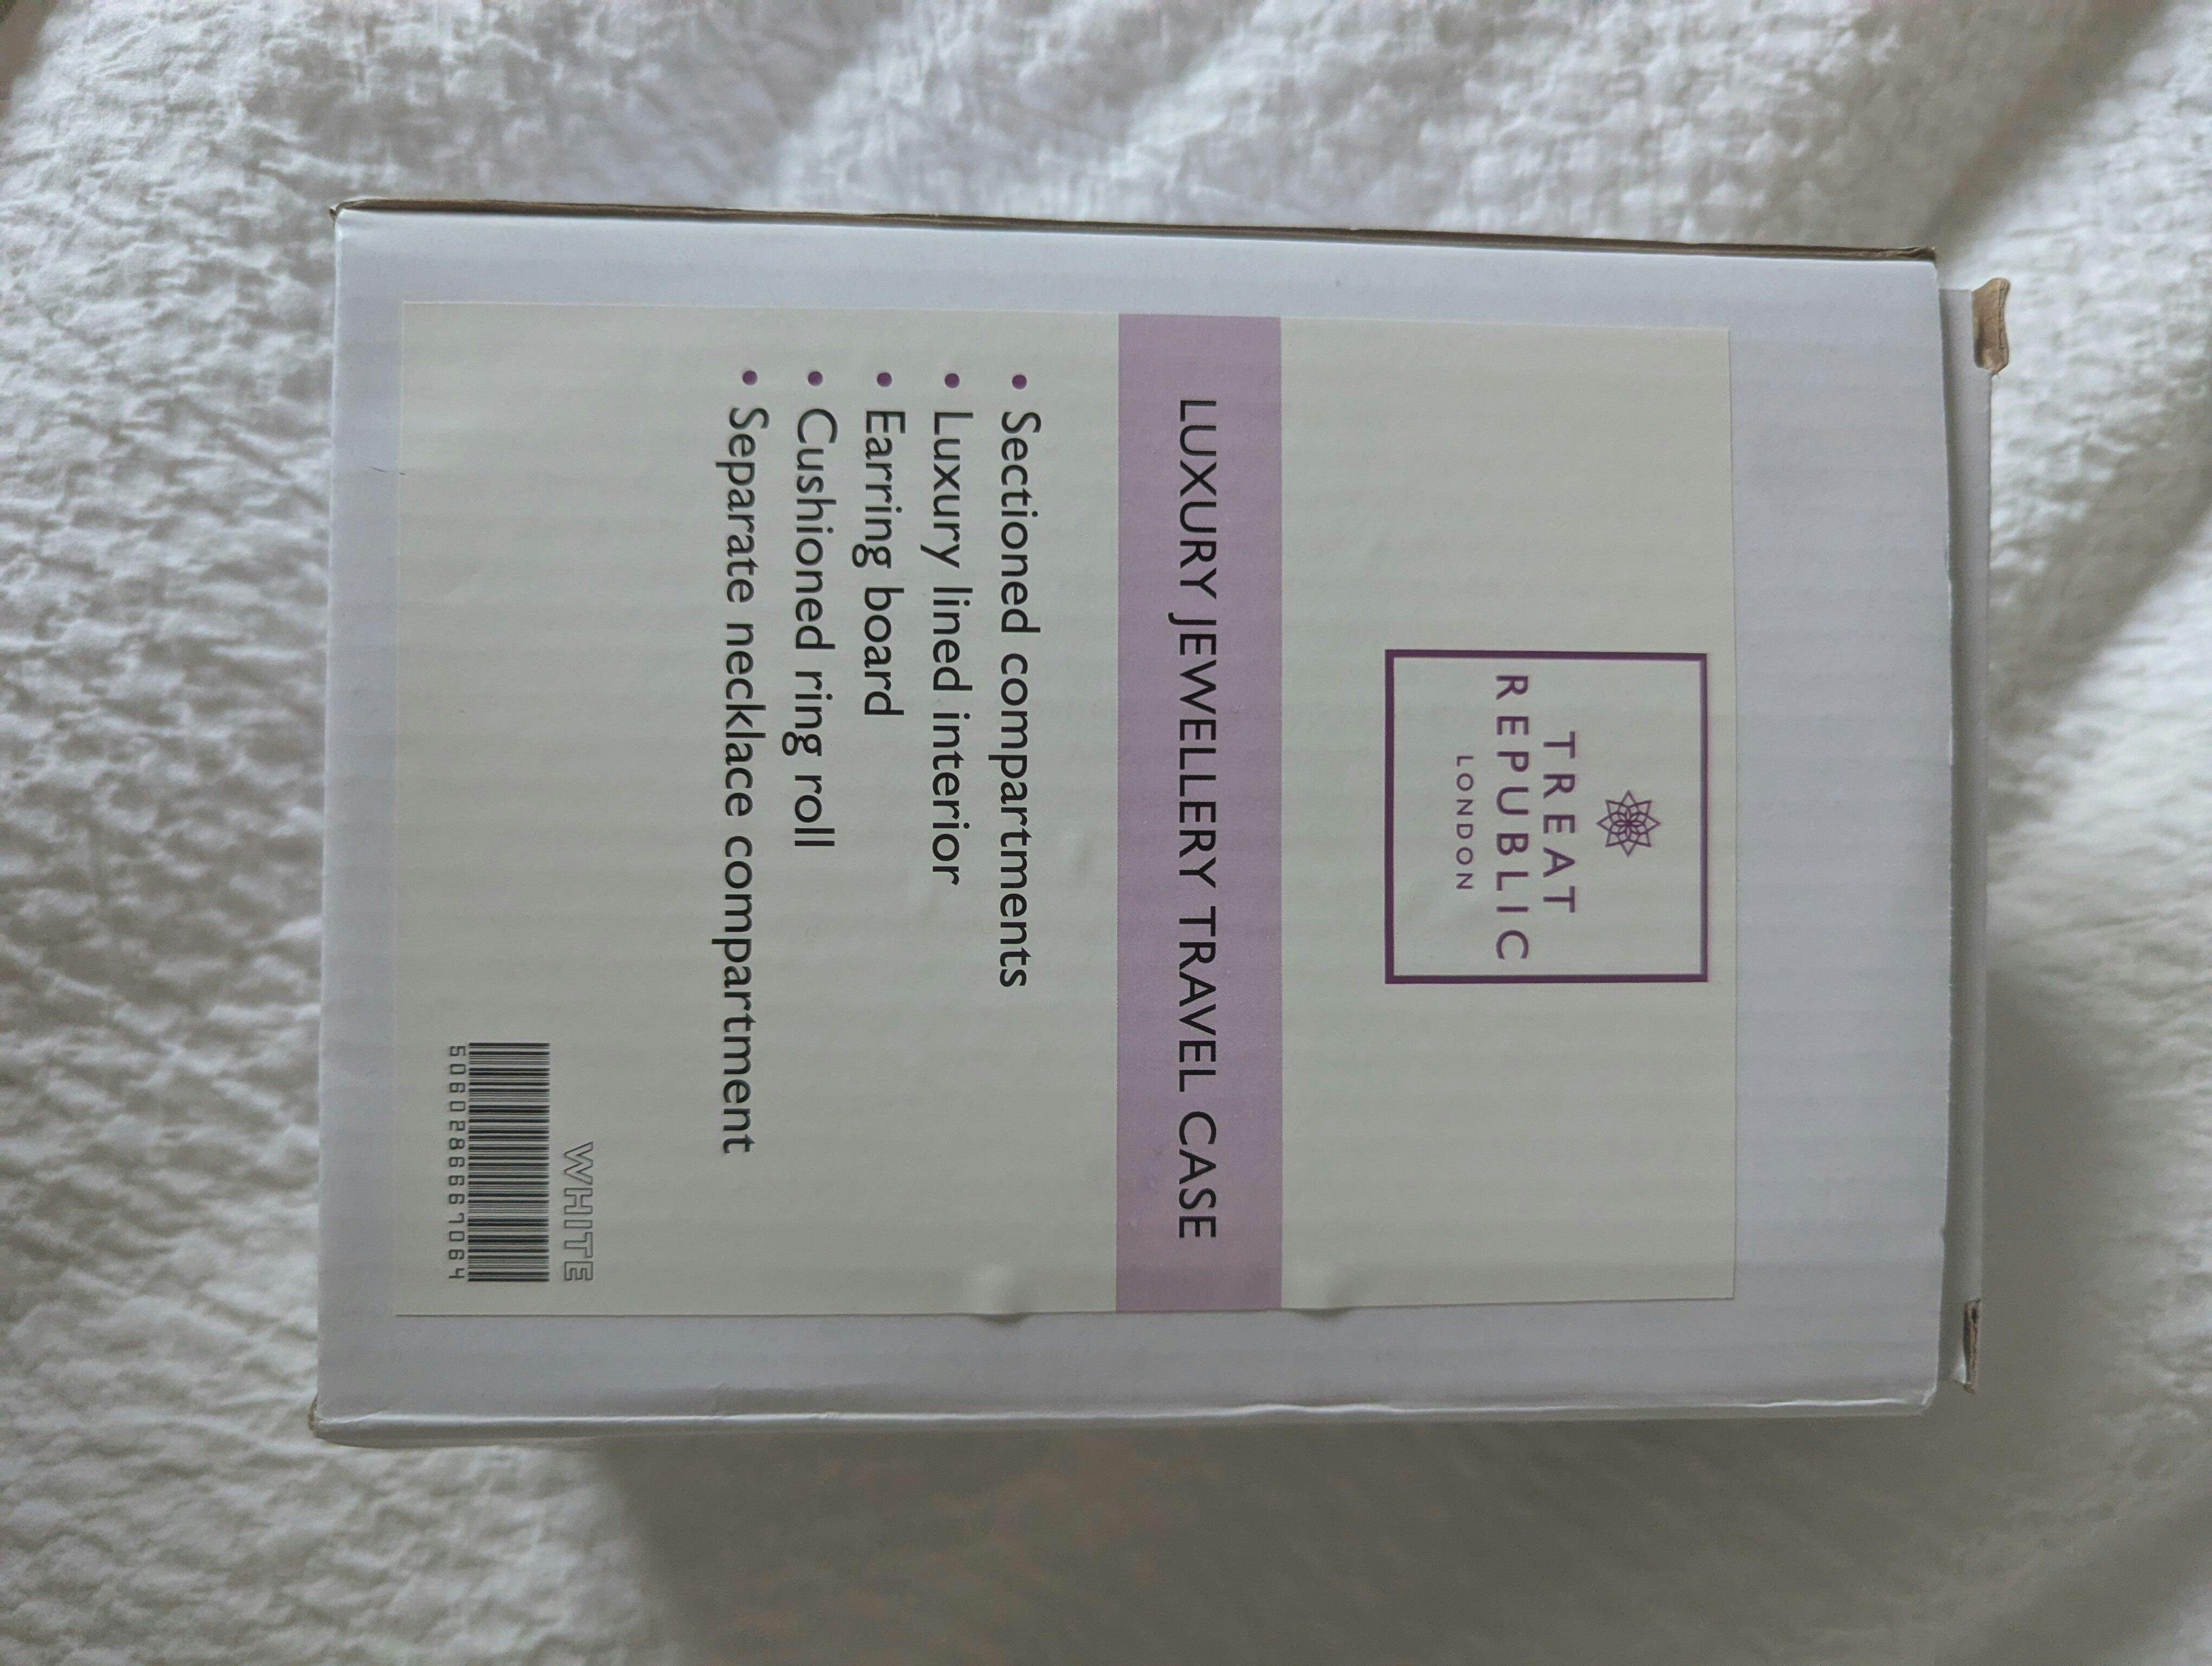 TREAT
REPUBLIC
LONDON
LUXURY JEWELLERY TRAVEL CASE
• Sectioned compartments
• Luxury lined interior
• Earring board
• Cushioned ring roll
• Separate necklace compartment
WHITE
5060286667064